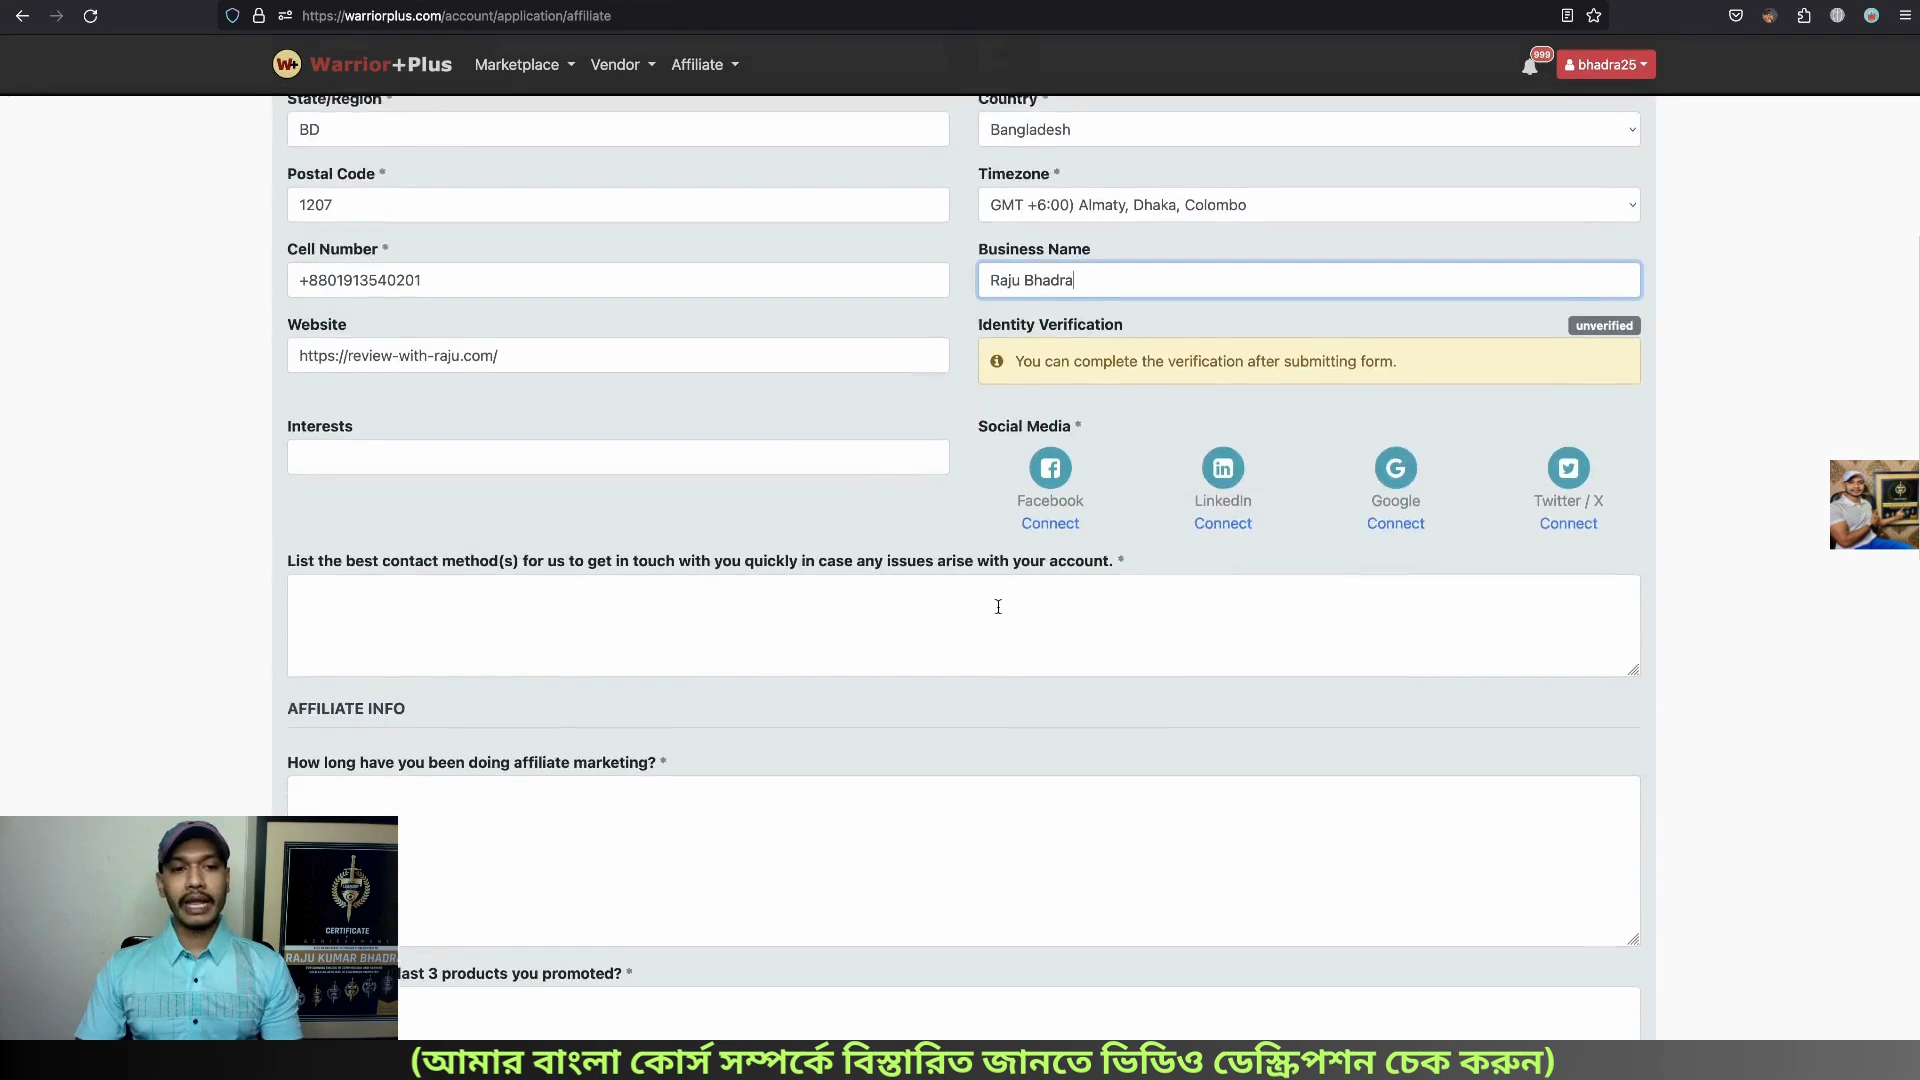 https://warriorplus.com/account/application/affiliate
W+ Warrior+Plus Marketplace Vendor Affiliate 999 bhadra25
State/Region * Country *
BD Bangladesh
Postal Code * Timezone *
1207 GMT +6:00) Almaty, Dhaka, Colombo
Cell Number * Business Name
+8801913540201 Raju Bhadra
Website Identity Verification unverified
https://review-with-raju.com/ You can complete the verification after submitting form.
Interests Social Media *
Facebook LinkedIn Google Twitter / X
Connect Connect Connect Connect
List the best contact method(s) for us to get in touch with you quickly in case any issues arise with your account. *
AFFILIATE INFO
How long have you been doing affiliate marketing? *
CERTIFICATE
RAJU KUMAR BHADRA
last 3 products you promoted? *
(আমার বাংলা কোর্স সম্পর্কে বিস্তারিত জানতে ভিডিও ডেস্ক্রিপশন চেক করুন)